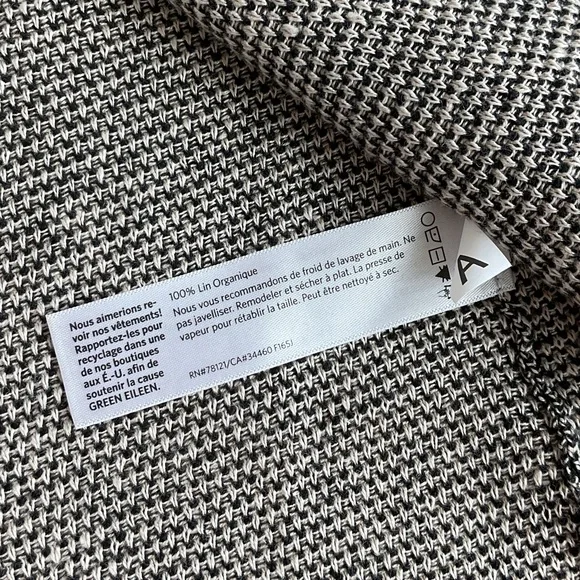 Nous aimerions re-
voir nos vêtements!
Rapportez-les pour
recyclage dans une
de nos boutiques
aux É.-U. afin de
soutenir la cause
GREEN EILEEN.
100% Lin Organique
Nous vous recommandons de froid de lavage de main. Ne
pas javelliser. Remodeler et sécher à plat. La presse de
vapeur pour rétablir la taille. Peut être nettoyé à sec.
RN#78121/CA#34460 F165J
A